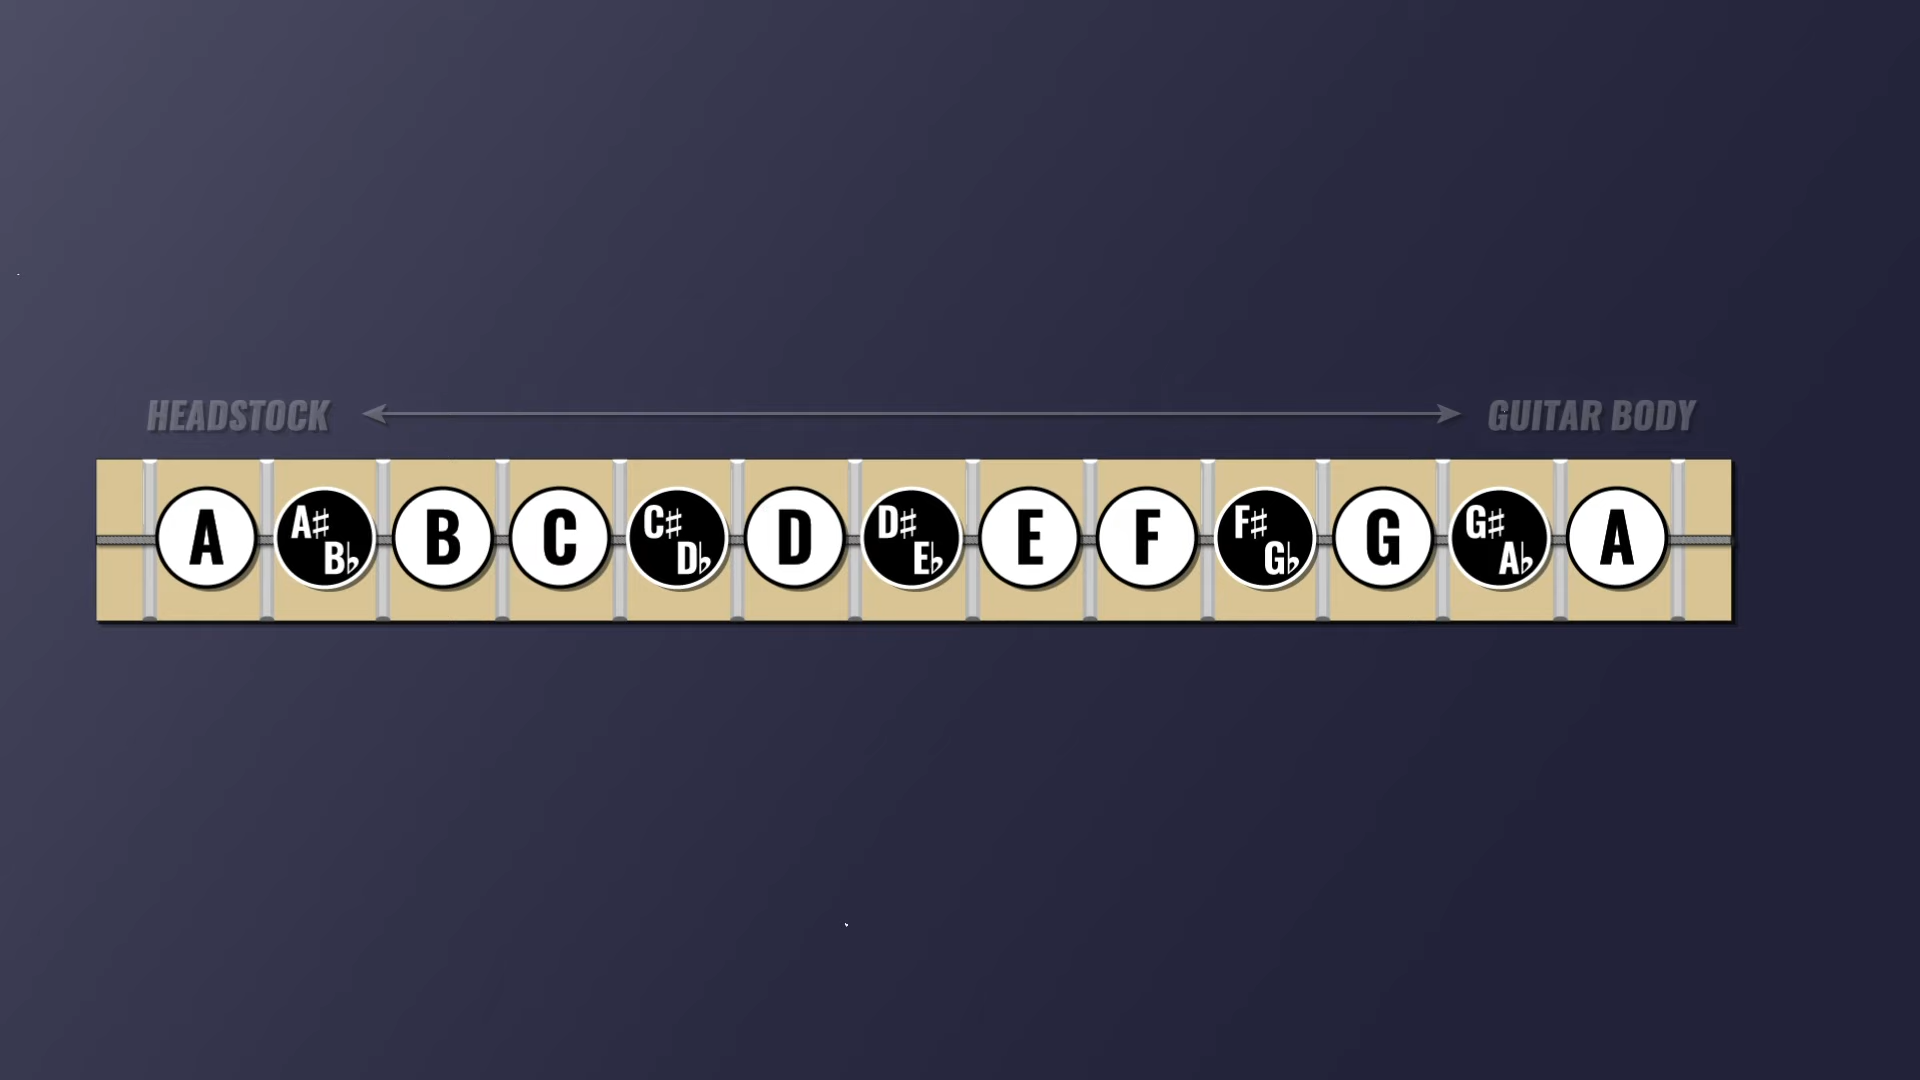 HEADSTOCK GUITAR BODY
A A♯ B♭ B C C♯ D♭ D D♯ E♭ E F F♯ G♭ G G♯ A♭ A